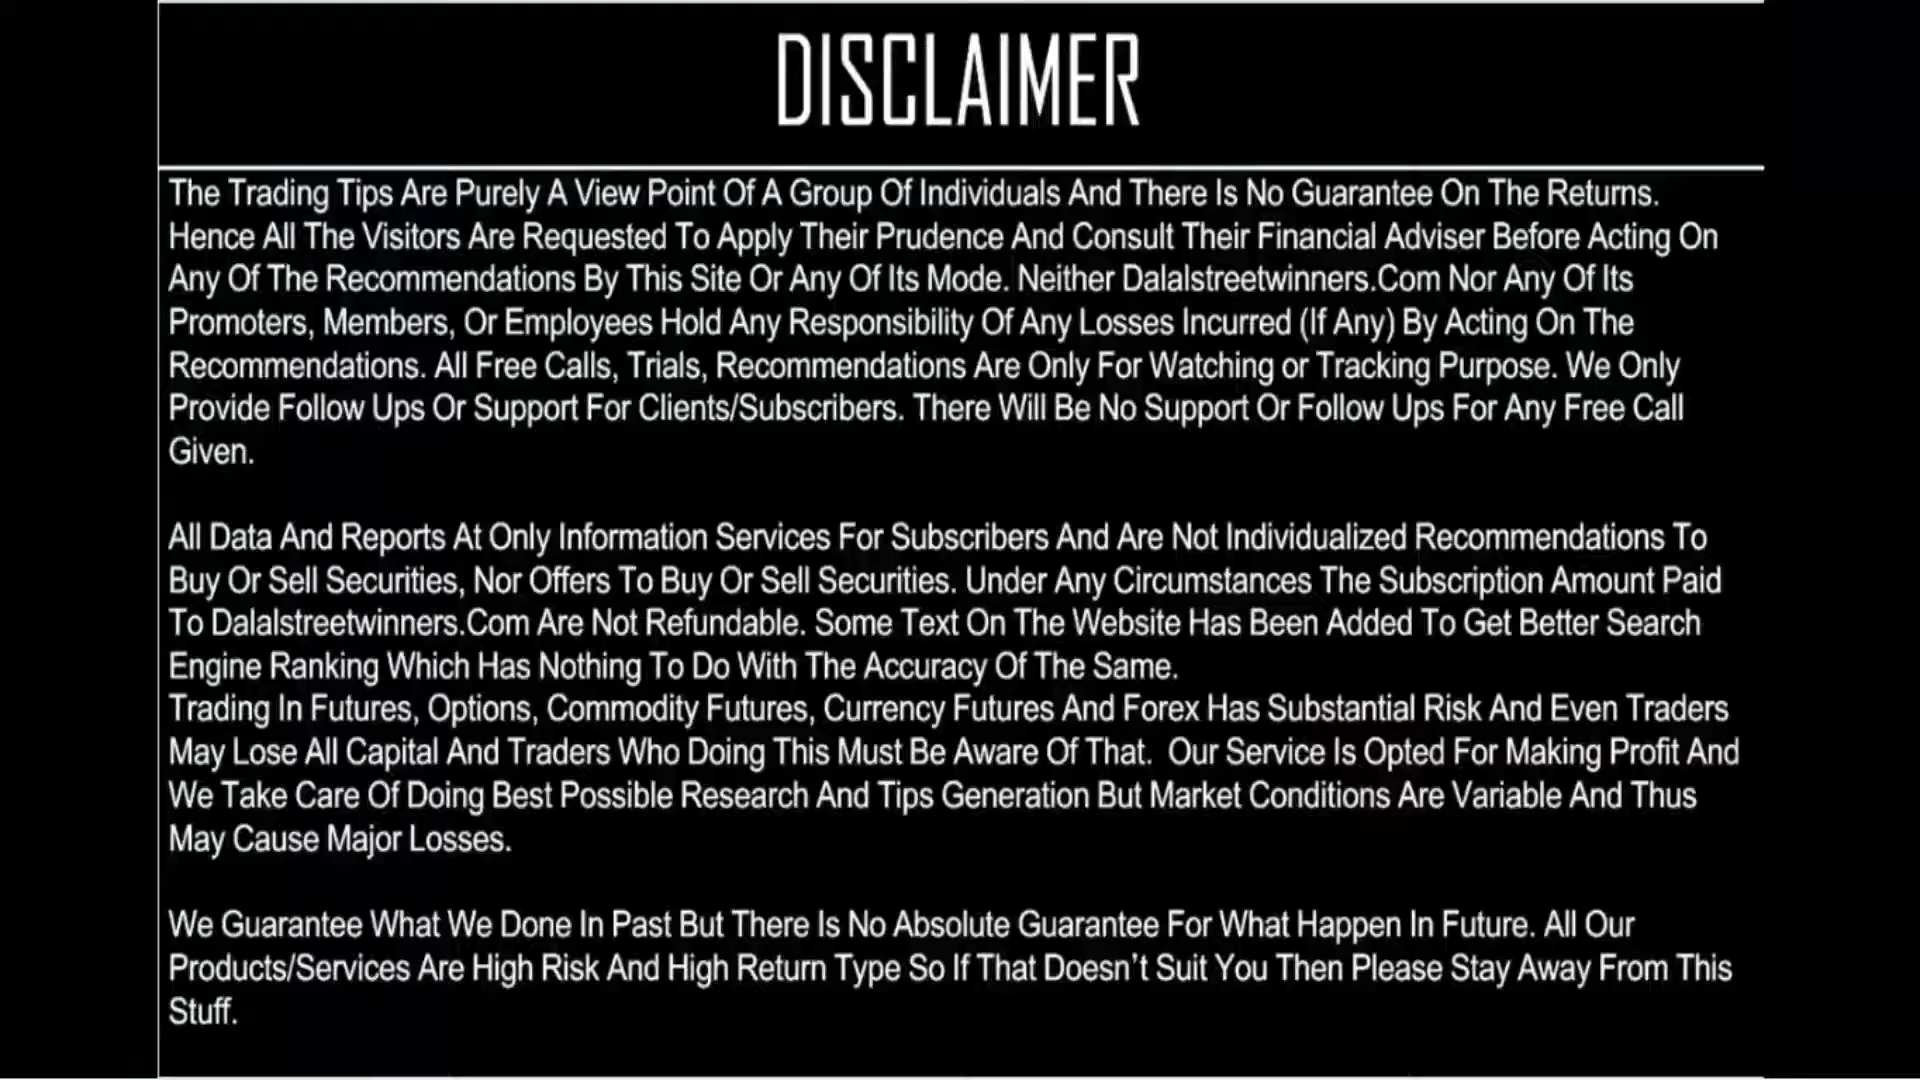 DISCLAIMER
The Trading Tips Are Purely A View Point Of A Group Of Individuals And There Is No Guarantee On The Returns.
Hence All The Visitors Are Requested To Apply Their Prudence And Consult Their Financial Adviser Before Acting On
Any Of The Recommendations By This Site Or Any Of Its Mode. Neither Dalalstreetwinners.Com Nor Any Of Its
Promoters, Members, Or Employees Hold Any Responsibility Of Any Losses Incurred (If Any) By Acting On The
Recommendations. All Free Calls, Trials, Recommendations Are Only For Watching or Tracking Purpose. We Only
Provide Follow Ups Or Support For Clients/Subscribers. There Will Be No Support Or Follow Ups For Any Free Call
Given.
All Data And Reports At Only Information Services For Subscribers And Are Not Individualized Recommendations To
Buy Or Sell Securities, Nor Offers To Buy Or Sell Securities. Under Any Circumstances The Subscription Amount Paid
To Dalalstreetwinners.Com Are Not Refundable. Some Text On The Website Has Been Added To Get Better Search
Engine Ranking Which Has Nothing To Do With The Accuracy Of The Same.
Trading In Futures, Options, Commodity Futures, Currency Futures And Forex Has Substantial Risk And Even Traders
May Lose All Capital And Traders Who Doing This Must Be Aware Of That. Our Service Is Opted For Making Profit And
We Take Care Of Doing Best Possible Research And Tips Generation But Market Conditions Are Variable And Thus
May Cause Major Losses.
We Guarantee What We Done In Past But There Is No Absolute Guarantee For What Happen In Future. All Our
Products/Services Are High Risk And High Return Type So If That Doesn't Suit You Then Please Stay Away From This
Stuff.